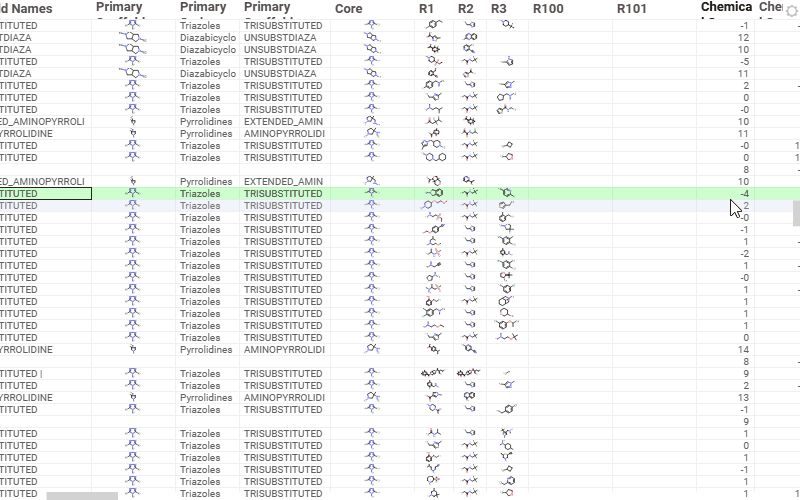 ld Names Primary Primary Primary Core R1 R2 R3 R100 R101 Chemica Che
TITUTED Triazoles TRISUBSTITUTED -1
TDIAZA Diazabicyclo UNSUBSTDIAZA 12
TDIAZA Diazabicyclo UNSUBSTDIAZA 10
TITUTED Triazoles TRISUBSTITUTED -5
TDIAZA Diazabicyclo UNSUBSTDIAZA 11
TITUTED Triazoles TRISUBSTITUTED 2 -
TITUTED Triazoles TRISUBSTITUTED 0
TITUTED Triazoles TRISUBSTITUTED -0
ED_AMINOPYRROLI Pyrrolidines EXTENDED_AMIN 10
YRROLIDINE Pyrrolidines AMINOPYRROLIDI 11
TITUTED Triazoles TRISUBSTITUTED -0 1
TITUTED Triazoles TRISUBSTITUTED 0 1
8 -
ED_AMINOPYRROLI Pyrrolidines EXTENDED_AMIN 10
TITUTED Triazoles TRISUBSTITUTED -4
TITUTED Triazoles TRISUBSTITUTED 2
TITUTED Triazoles TRISUBSTITUTED -0
TITUTED Triazoles TRISUBSTITUTED -1
TITUTED Triazoles TRISUBSTITUTED 1 -
TITUTED Triazoles TRISUBSTITUTED -2
TITUTED Triazoles TRISUBSTITUTED 1 -
TITUTED Triazoles TRISUBSTITUTED -0
TITUTED Triazoles TRISUBSTITUTED 1 -
TITUTED Triazoles TRISUBSTITUTED 1
TITUTED Triazoles TRISUBSTITUTED 1
TITUTED Triazoles TRISUBSTITUTED 1
TITUTED Triazoles TRISUBSTITUTED 0
YRROLIDINE Pyrrolidines AMINOPYRROLIDI 14
8 -
TITUTED | Triazoles TRISUBSTITUTED 9
TITUTED Triazoles TRISUBSTITUTED 2 -
YRROLIDINE Pyrrolidines AMINOPYRROLIDI 13
TITUTED Triazoles TRISUBSTITUTED -1
9
TITUTED Triazoles TRISUBSTITUTED 1
TITUTED Triazoles TRISUBSTITUTED 0
TITUTED Triazoles TRISUBSTITUTED 1
TITUTED Triazoles TRISUBSTITUTED -1
TITUTED Triazoles TRISUBSTITUTED 1
TITUTED Triazoles TRISUBSTITUTED 1 1